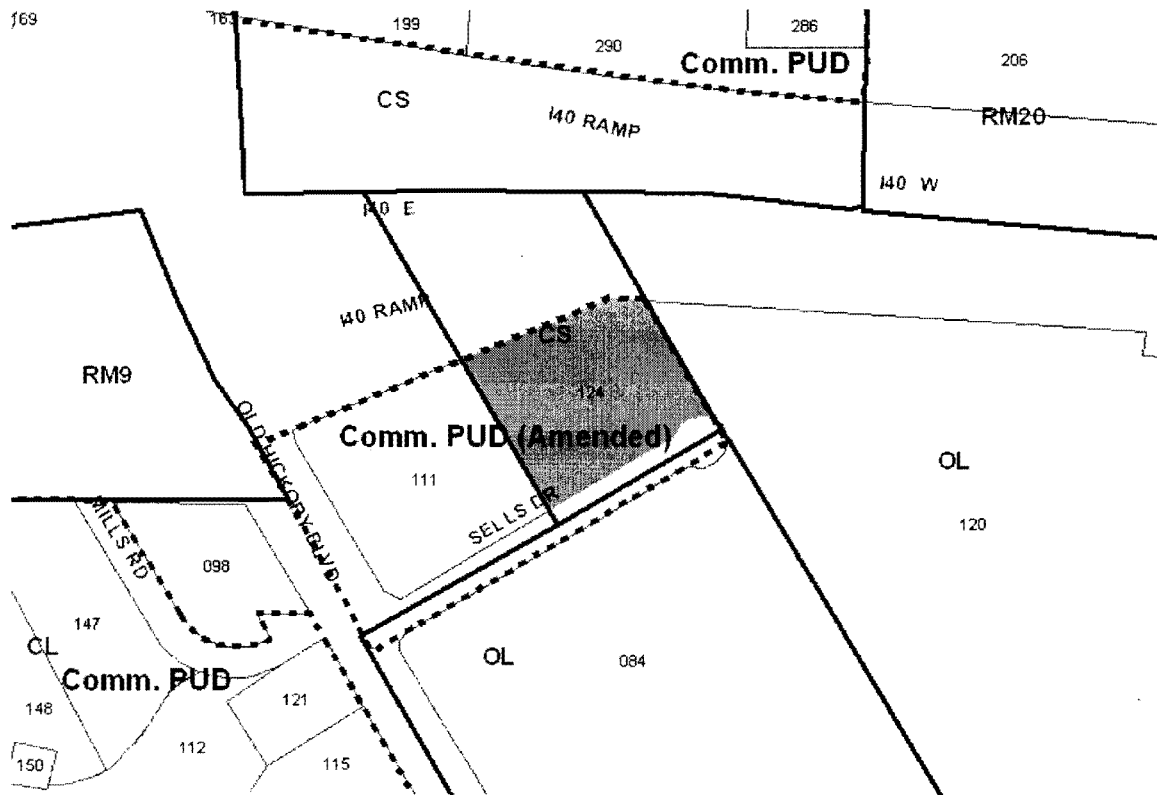 169
199
286
290
Comm. PUD
206
CS
I40 RAMP
RM20
I40 W
I40 E
I40 RAMP
CS
RM9
124
OLD HICKORY BLVD
Comm. PUD (Amended)
111
OL
SELLS DR
MILLS RD
120
098
147
CL
OL
084
Comm. PUD
121
148
112
150
115